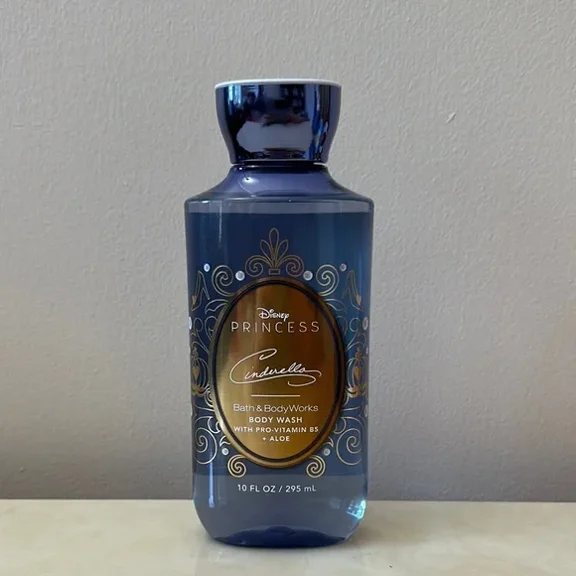 Disney
PRINCESS
Cinderella
Bath & Body Works
BODY WASH
WITH PRO-VITAMIN B5
+ ALOE
10 FL OZ / 295 mL